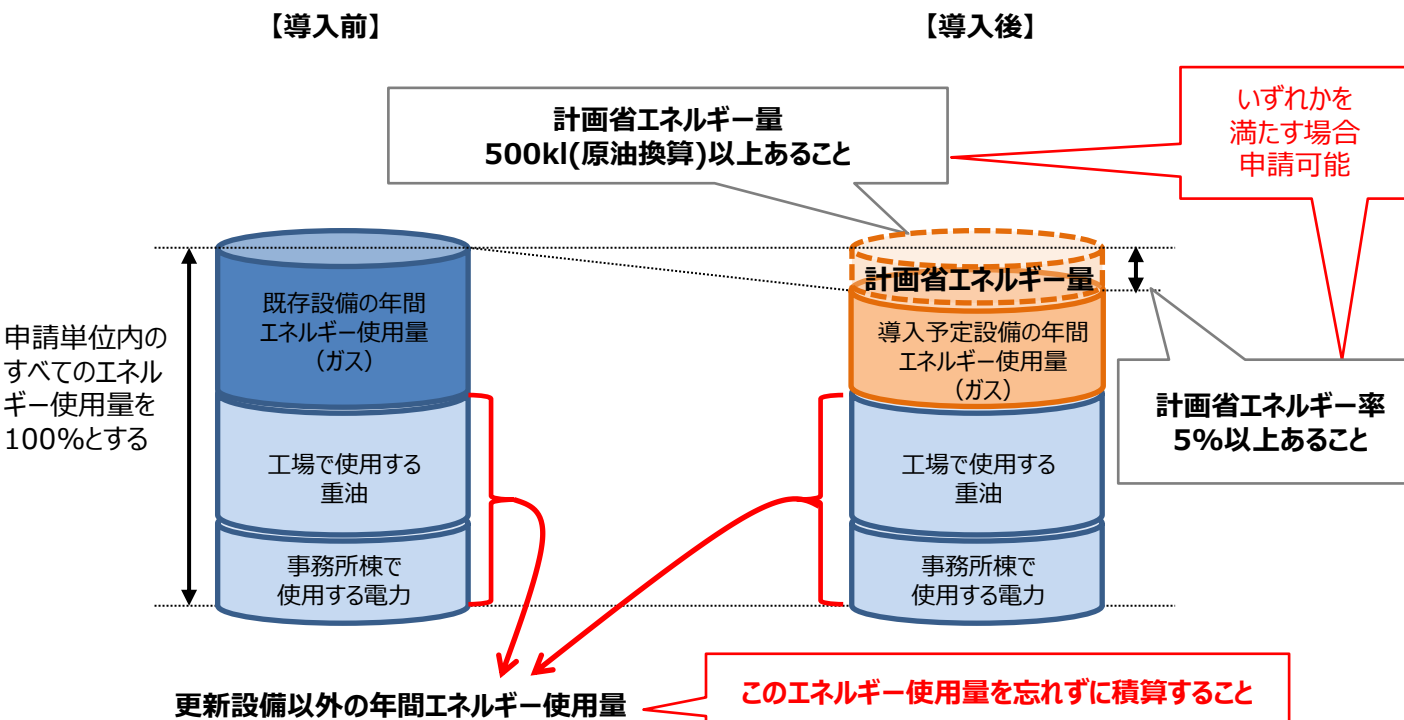 【導入前】
【導入後】
計画省エネルギー量
500kl(原油換算)以上あること
いずれかを
満たす場合
申請可能
申請単位内の
すべてのエネル
ギー使用量を
100%とする
既存設備の年間
エネルギー使用量
(ガス)
工場で使用する
重油
事務所棟で
使用する電力
計画省エネルギー量
導入予定設備の年間
エネルギー使用量
(ガス)
工場で使用する
重油
事務所棟で
使用する電力
計画省エネルギー率
5%以上あること
更新設備以外の年間エネルギー使用量
このエネルギー使用量を忘れずに積算すること